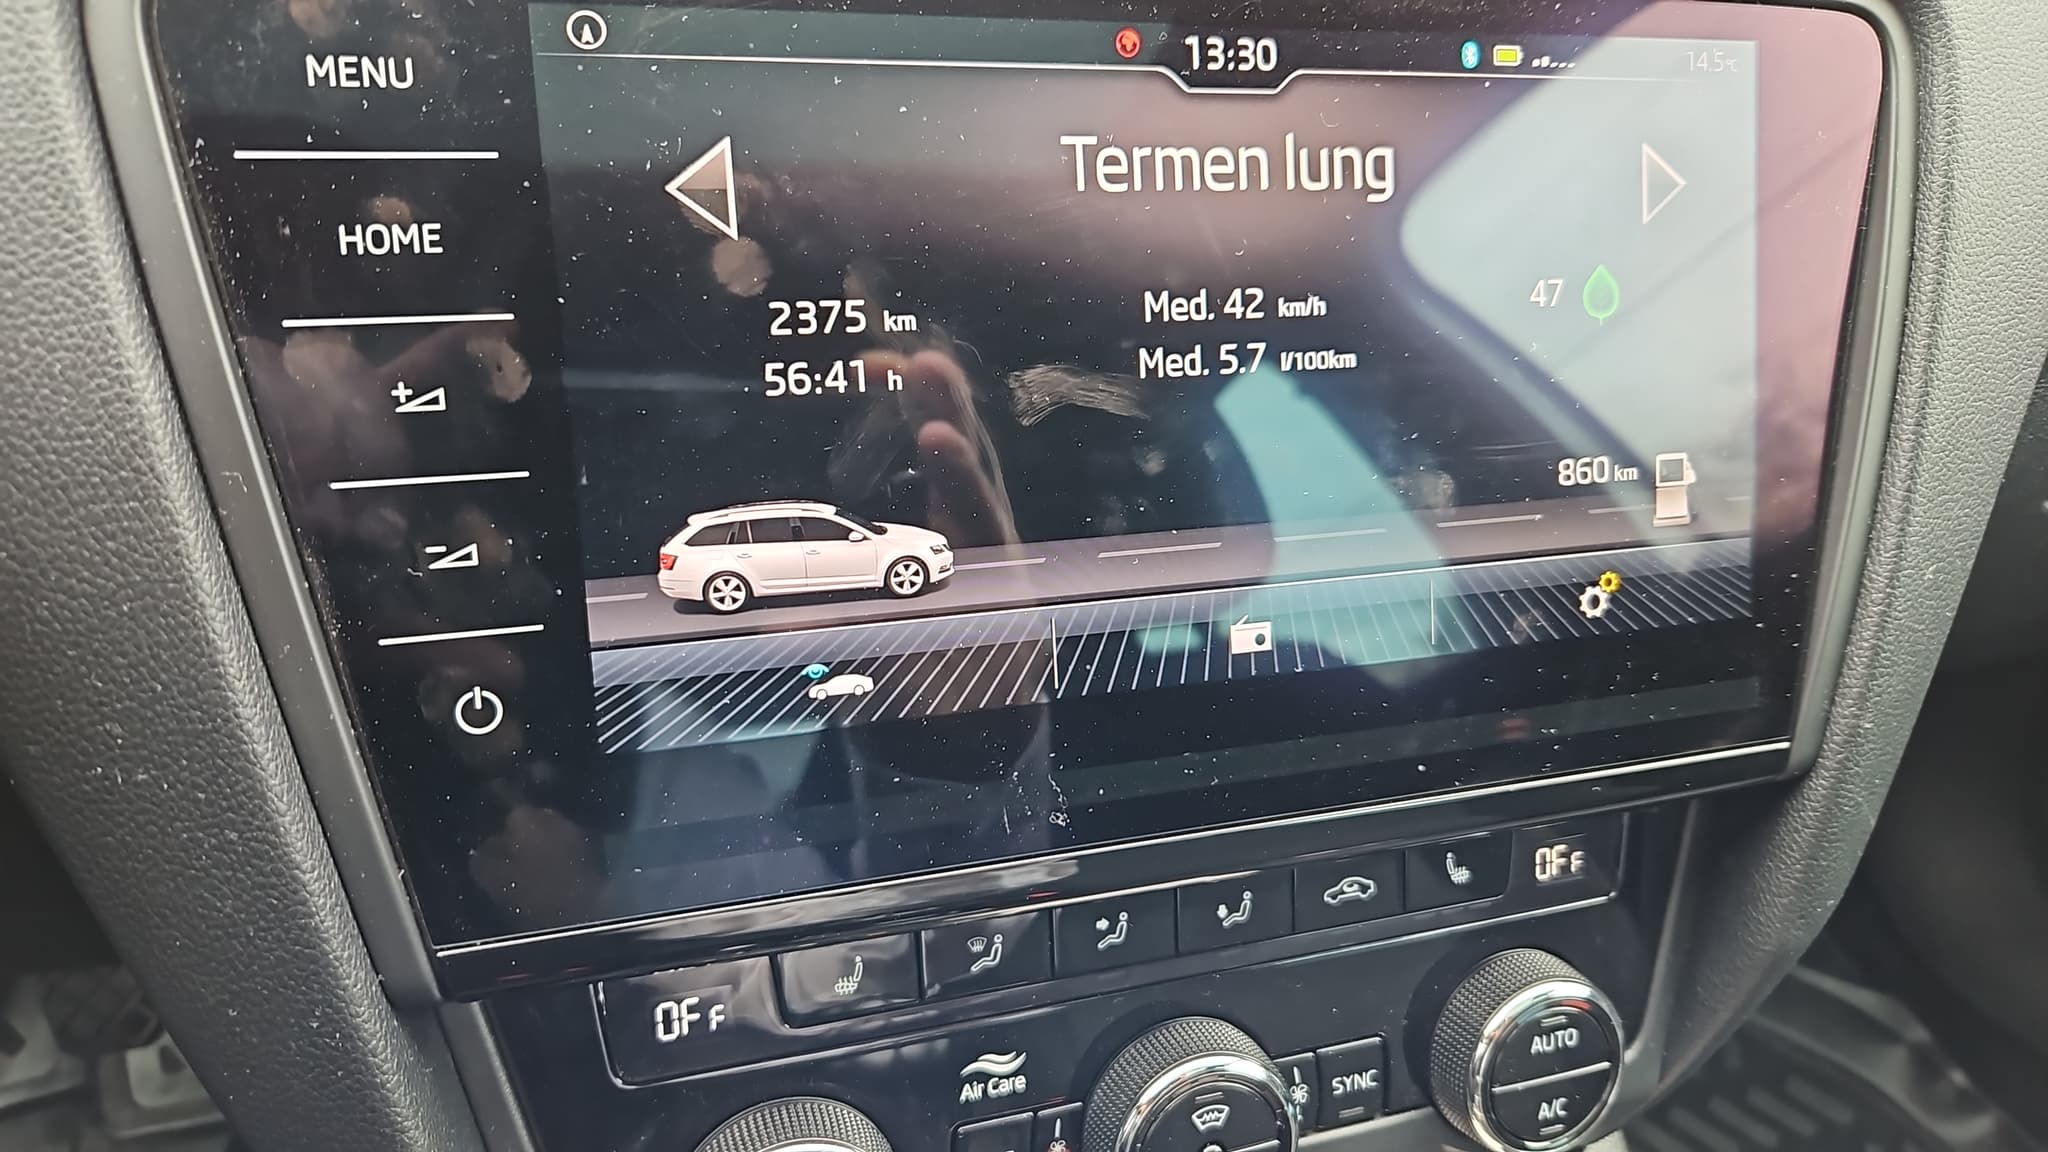 MENU
13:30
14.5°C
Termen lung
HOME
2375 km
56:41 h
Med. 42 km/h
Med. 5.7 l/100km
47
860 km
OFF
OFF
Air Care
SYNC
AUTO
A/C